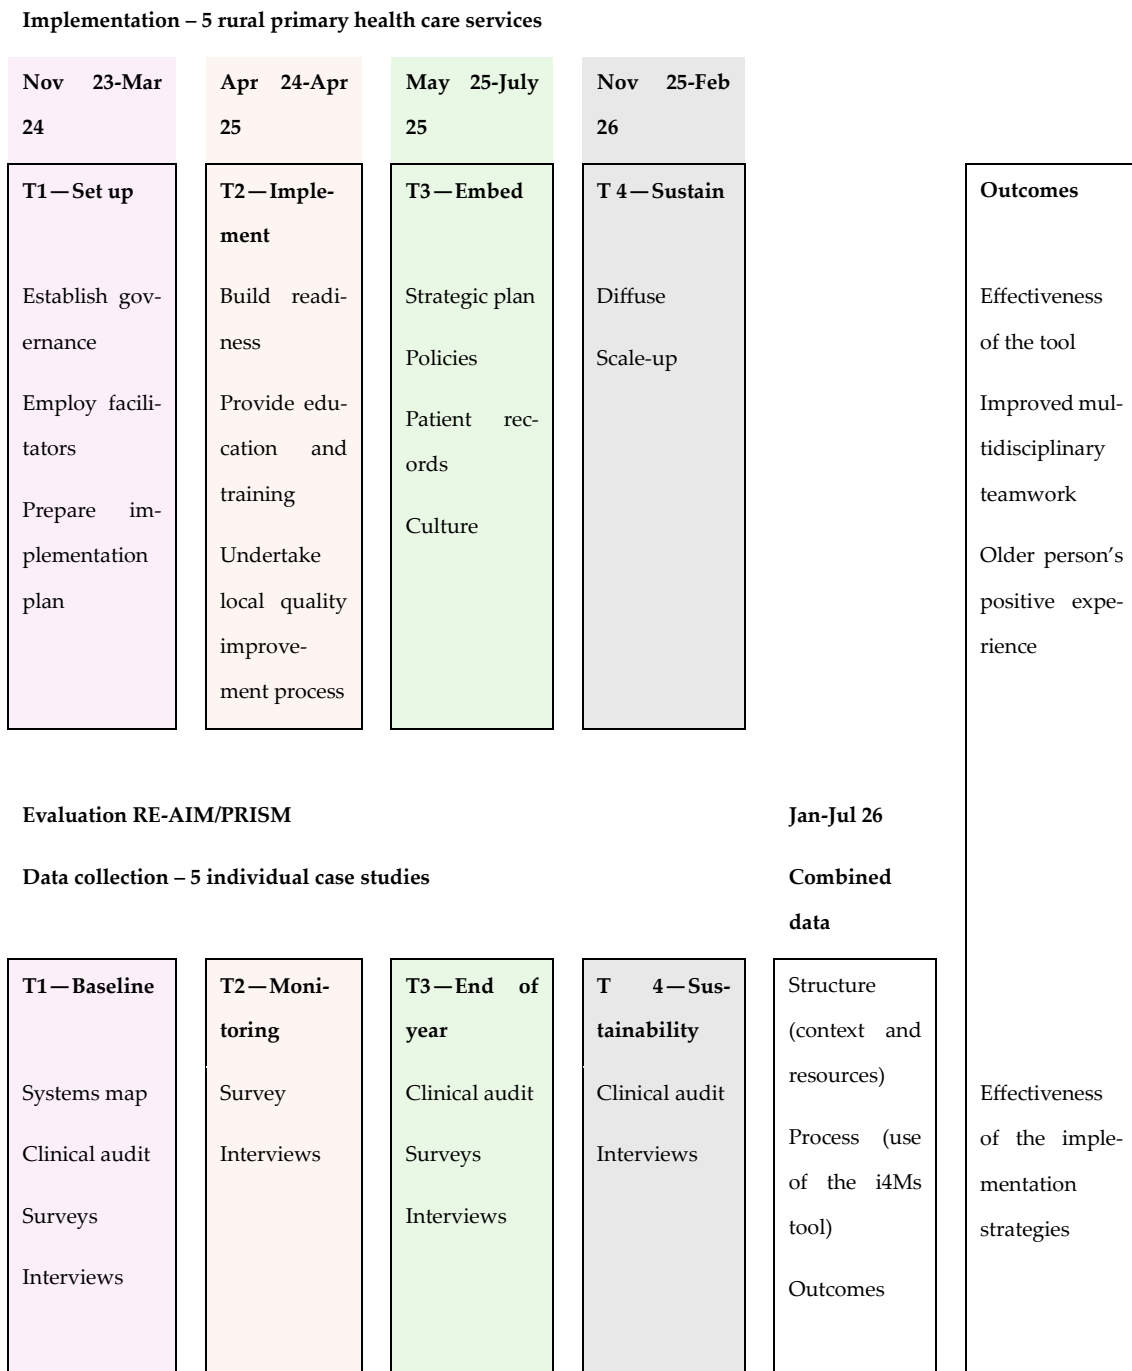 Implementation – 5 rural primary health care services
Nov 23-Mar
24
Apr 24-Apr
25
May 25-July
25
Nov 25-Feb
26
T1—Set up
Establish gov-
ernance
Employ facili-
tators
Prepare im-
plementation
plan
T2—Imple-
ment
Build readi-
ness
Provide edu-
cation and
training
Undertake
local quality
improve-
ment process
T3—Embed
Strategic plan
Policies
Patient rec-
ords
Culture
T 4—Sustain
Diffuse
Scale-up
Outcomes
Effectiveness
of the tool
Improved mul-
tidisciplinary
teamwork
Older person’s
positive expe-
rience
Evaluation RE-AIM/PRISM
Data collection – 5 individual case studies
Jan-Jul 26
Combined
data
T1—Baseline
Systems map
Clinical audit
Surveys
Interviews
T2—Moni-
toring
Survey
Interviews
T3—End of
year
Clinical audit
Surveys
Interviews
T 4—Sus-
tainability
Clinical audit
Interviews
Structure
(context and
resources)
Process (use
of the i4Ms
tool)
Outcomes
Effectiveness
of the imple-
mentation
strategies